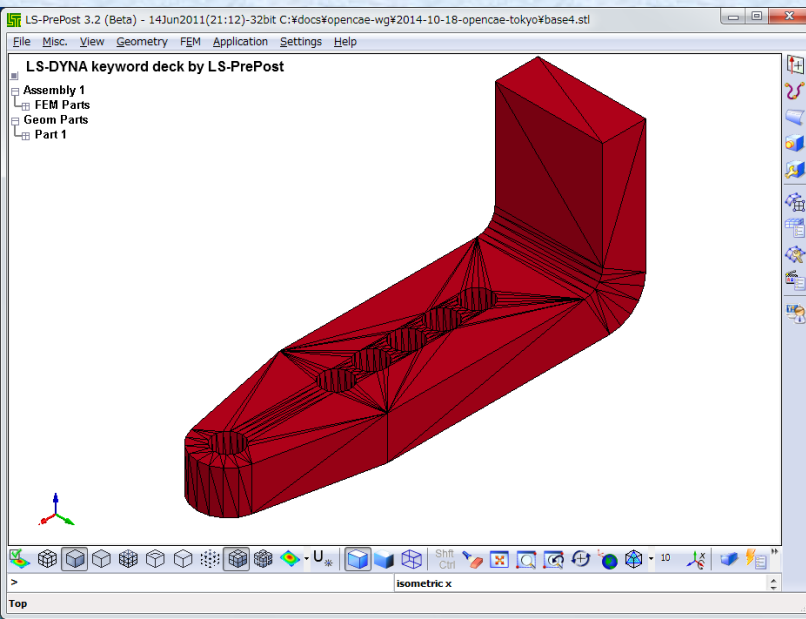 LS-PrePost 3.2 (Beta) - 14Jun2011(21:12)-32bit C:¥docs¥opencae-wg¥2014-10-18-opencae-tokyo¥base4.stl
File Misc. View Geometry FEM Application Settings Help
LS-DYNA keyword deck by LS-PrePost
Assembly 1
FEM Parts
Geom Parts
Part 1
Shft
Ctrl
10
>
isometric x
Top